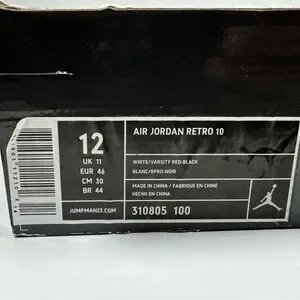 12
UK 11
EUR 46
CM 30
BR 44
JUMPMAN23.COM
AIR JORDAN RETRO 10
WHITE/VARSITY RED-BLACK
BLANC/RPRO-NOIR
MADE IN CHINA / FABRIQUE EN CHINE
HECHO EN CHINA
310805 100